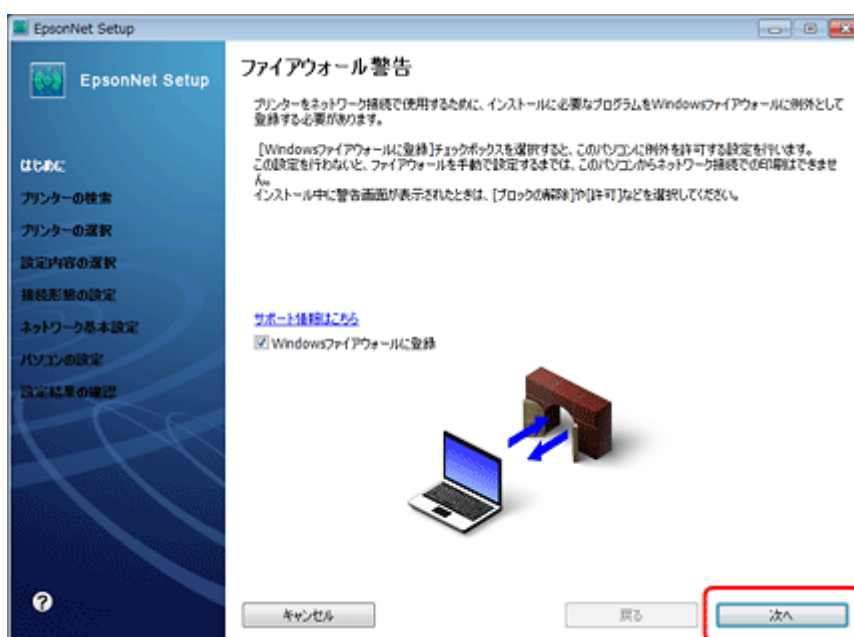 EpsonNet Setup
EpsonNet Setup
はじめに
プリンターの検索
プリンターの選択
設定内容の選択
接続形態の設定
ネットワーク基本設定
パソコンの設定
設定結果の確認
ファイアウォール警告
プリンターをネットワーク接続で使用するために、インストールに必要なプログラムをWindowsファイアウォールに例外として
登録する必要があります。
[Windowsファイアウォールに登録]チェックボックスを選択すると、このパソコンに例外を許可する設定を行います。
この設定を行わないと、ファイアウォールを手動で設定するまでは、このパソコンからネットワーク接続での印刷はできませ
ん。
インストール中に警告画面が表示されたときは、[ブロックの解除]や[許可]などを選択してください。
サポート情報はこちら
Windowsファイアウォールに登録
?
キャンセル
戻る
次へ